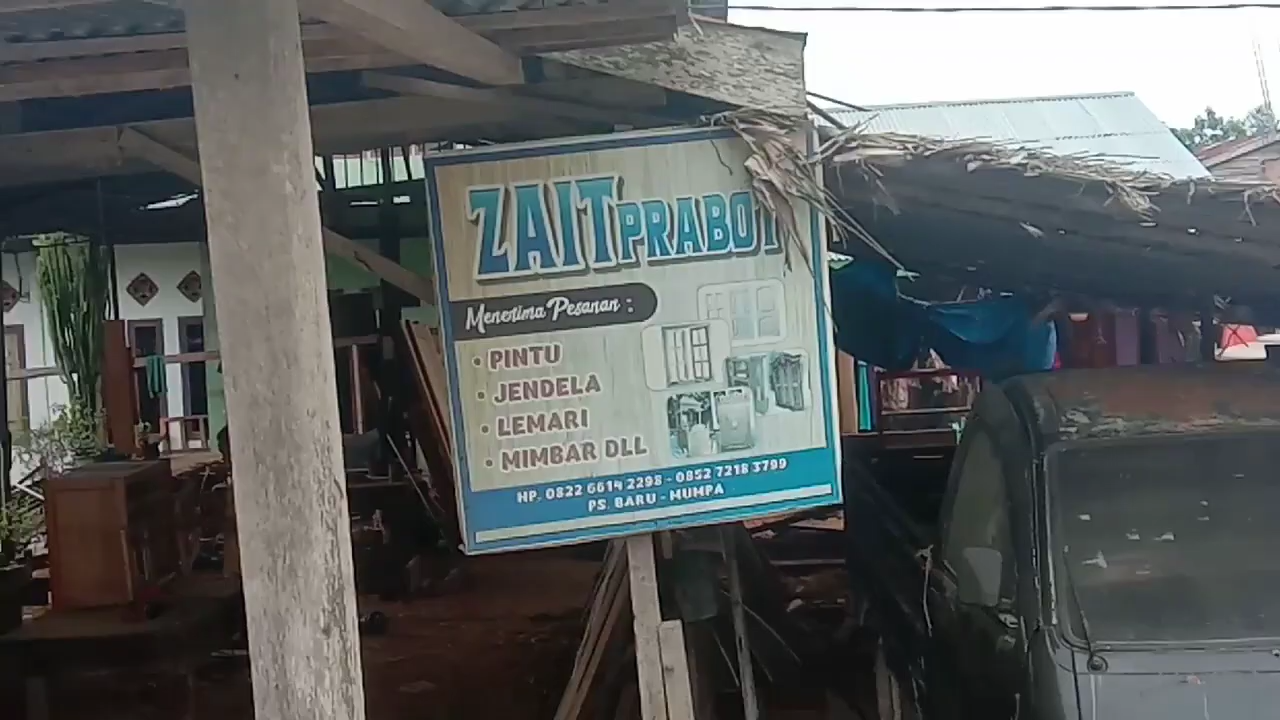 ZAIT PRABOT
Menerima Pesanan :
• PINTU
• JENDELA
• LEMARI
• MIMBAR DLL
HP. 0822 6614 2298 - 0852 7218 3799
PS. BARU - MUMPA